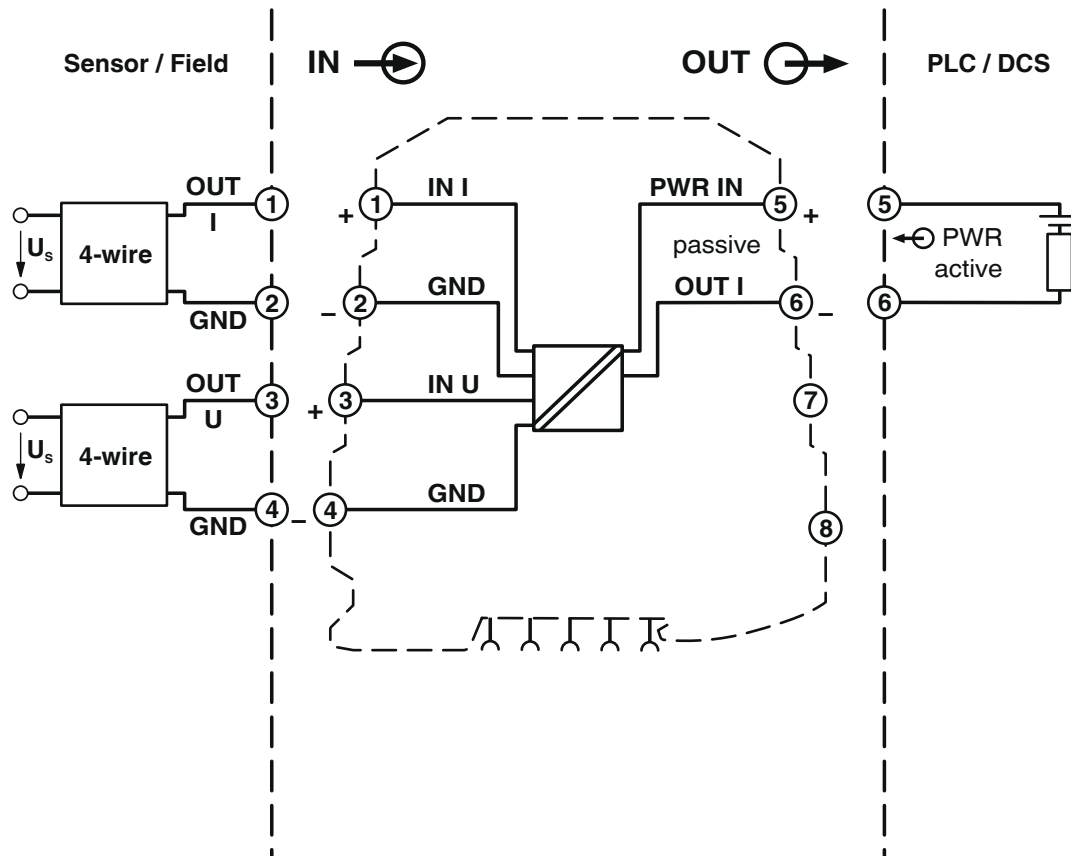 Sensor / Field
IN
OUT
PLC / DCS
OUT
I
1
+
1
IN I
PWR IN
5
+
5
Us
4-wire
passive
PWR
active
GND
2
–
2
GND
OUT I
6
–
6
OUT
U
3
+
3
IN U
7
Us
4-wire
GND
4
–
4
GND
8